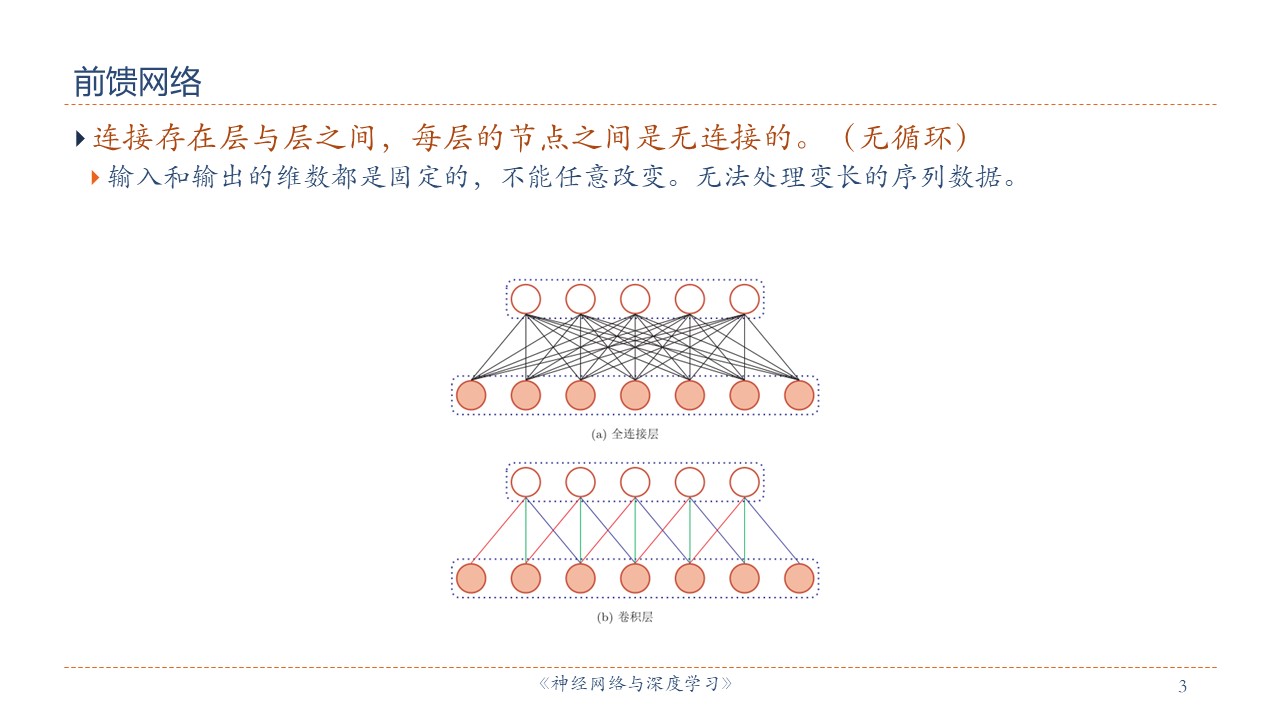 前馈网络
连接存在层与层之间，每层的节点之间是无连接的。（无循环）
输入和输出的维数都是固定的，不能任意改变。无法处理变长的序列数据。
(a) 全连接层
(b) 卷积层
《神经网络与深度学习》
3